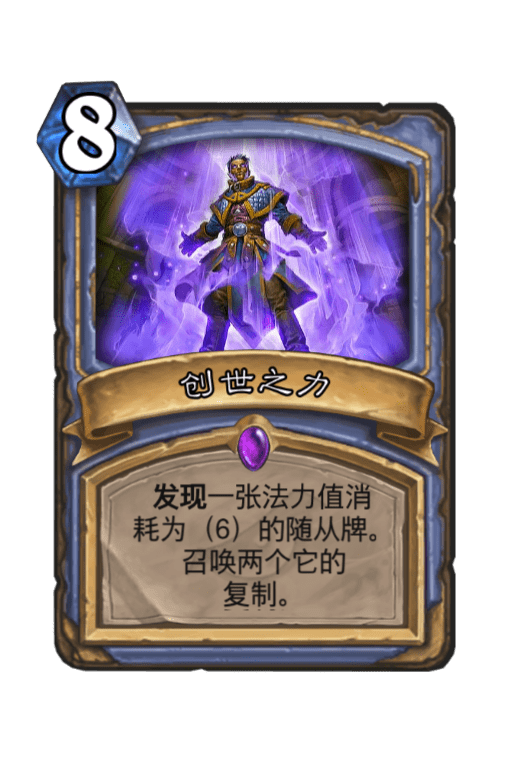 8
创世之力
发现一张法力值消
耗为（6）的随从牌。
召唤两个它的
复制。